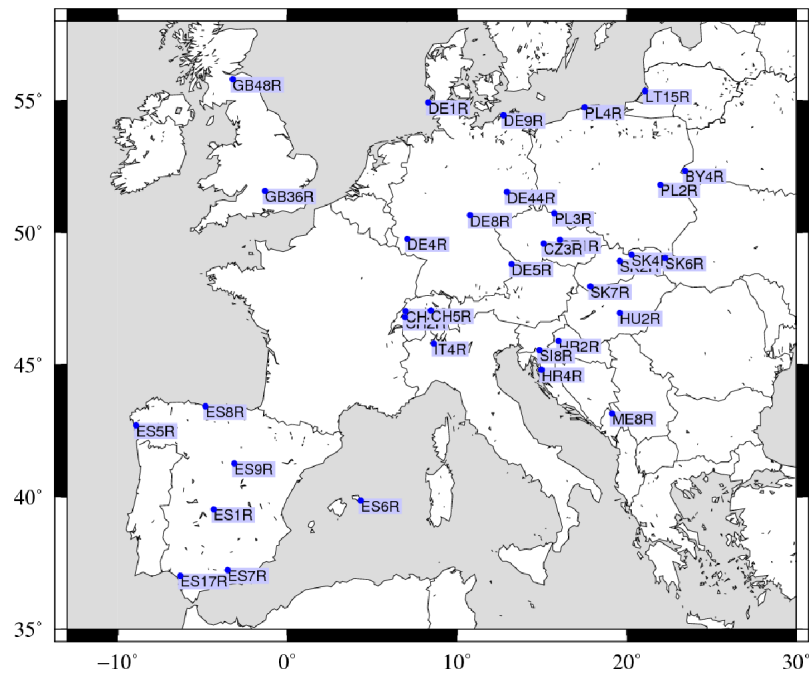 GB48R
55°
LT15R
DE1R
PL4R
DE9R
BY4R
PL2R
GB36R
DE44R
DE8R
PL3R
50°
DE4R
CZ3R
SK6R
DE5R
SK7R
CH5R
HU2R
45°
HR2R
IT4R
SI8R
HR4R
ES8R
ME8R
ES5R
ES9R
40°
ES6R
ES1R
ES7R
ES17R
35°
−10° 0° 10° 20° 30°